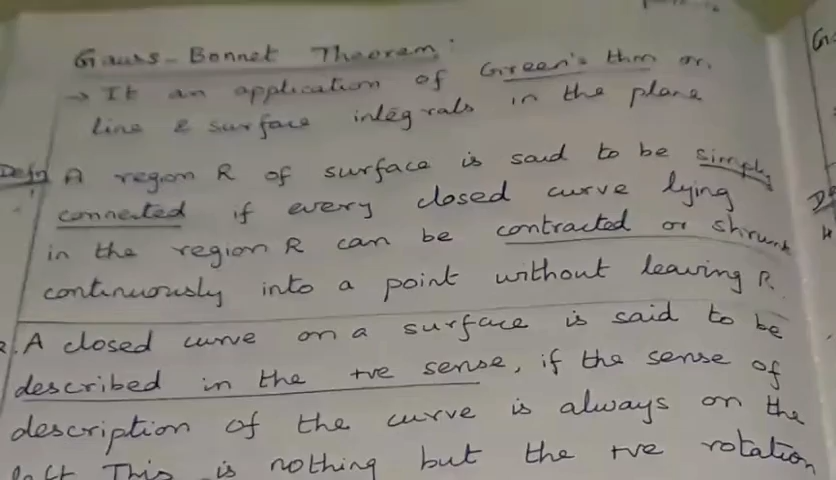 Gauss-Bonnet Theorem:
→ It an application of Green's thm or
line & surface integrals in the plane
Defn A region R of surface is said to be simply
connected if every closed curve lying
in the region R can be contracted or shrunk
continuously into a point without leaving R.
2. A closed curve on a surface is said to be
described in the +ve sense, if the sense of
description of the curve is always on the
left This is nothing but the +ve rotation